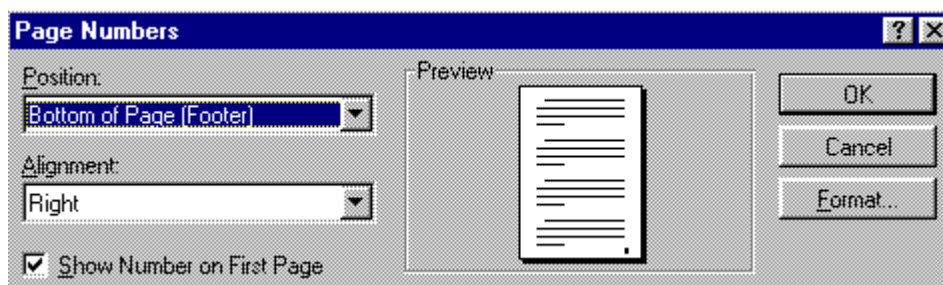 Page Numbers
Position:
Bottom of Page (Footer)
Alignment:
Right
Show Number on First Page
Preview
OK
Cancel
Format...